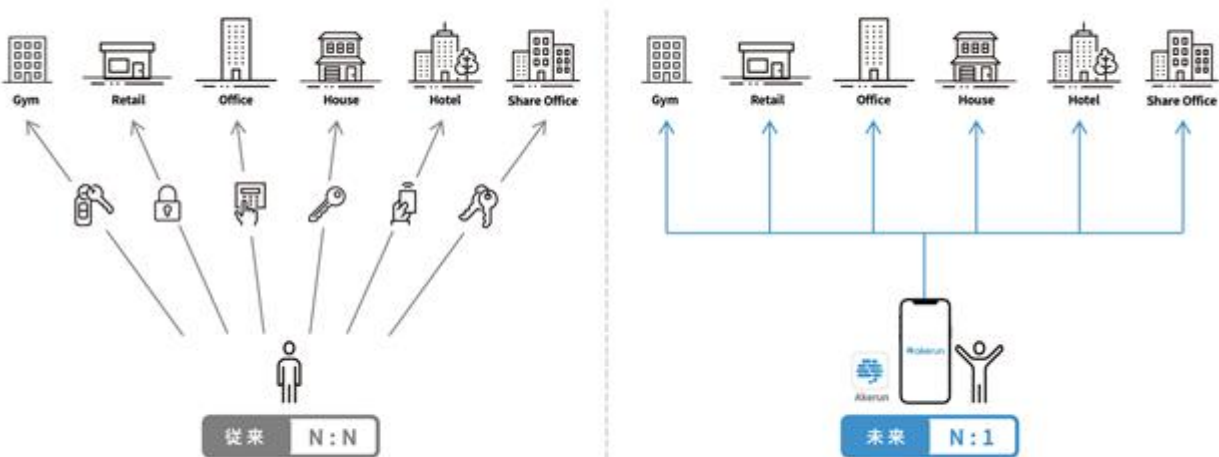 Gym Retail Office House Hotel Share Office
Gym Retail Office House Hotel Share Office
akerun
Akerun
従来 N:N
未来 N:1